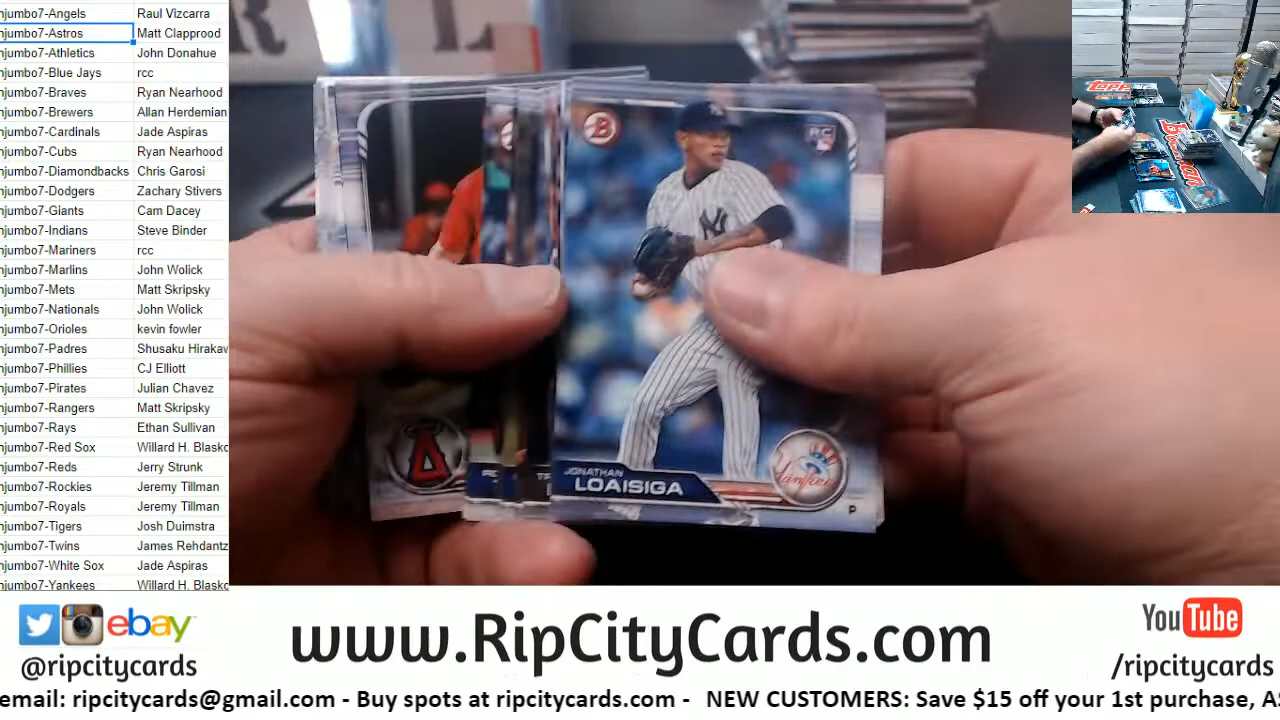 njumbo7-Angels Raul Vizcarra
njumbo7-Astros Matt Clapprood
njumbo7-Athletics John Donahue
njumbo7-Blue Jays rcc
njumbo7-Braves Ryan Nearhood
njumbo7-Brewers Allan Herdemian
njumbo7-Cardinals Jade Aspiras
njumbo7-Cubs Ryan Nearhood
njumbo7-Diamondbacks Chris Garosi
njumbo7-Dodgers Zachary Stivers
njumbo7-Giants Cam Dacey
njumbo7-Indians Steve Binder
njumbo7-Mariners rcc
njumbo7-Marlins John Wolick
njumbo7-Mets Matt Skripsky
njumbo7-Nationals John Wolick
njumbo7-Orioles kevin fowler
njumbo7-Padres Shusaku Hirakaw
njumbo7-Phillies CJ Elliott
njumbo7-Pirates Julian Chavez
njumbo7-Rangers Matt Skripsky
njumbo7-Rays Ethan Sullivan
njumbo7-Red Sox Willard H. Blasko
njumbo7-Reds Jerry Strunk
njumbo7-Rockies Jeremy Tillman
njumbo7-Royals Jeremy Tillman
njumbo7-Tigers Josh Duimstra
njumbo7-Twins James Rehdantz
njumbo7-White Sox Jade Aspiras
njumbo7-Yankees Willard H. Blasko
B
RC
NY
JONATHAN
LOAISIGA
Yankees
P
A
topps
Bowman
ebay
@ripcitycards
www.RipCityCards.com
YouTube
/ripcitycards
email: ripcitycards@gmail.com - Buy spots at ripcitycards.com - NEW CUSTOMERS: Save $15 off your 1st purchase, AS